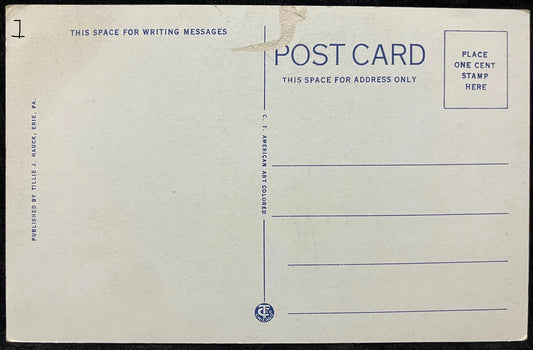 1
THIS SPACE FOR WRITING MESSAGES
POST CARD
THIS SPACE FOR ADDRESS ONLY
PLACE
ONE CENT
STAMP
HERE
PUBLISHED BY TILLIE J. HAUCK, ERIE, PA.
C. T. AMERICAN ART COLORED